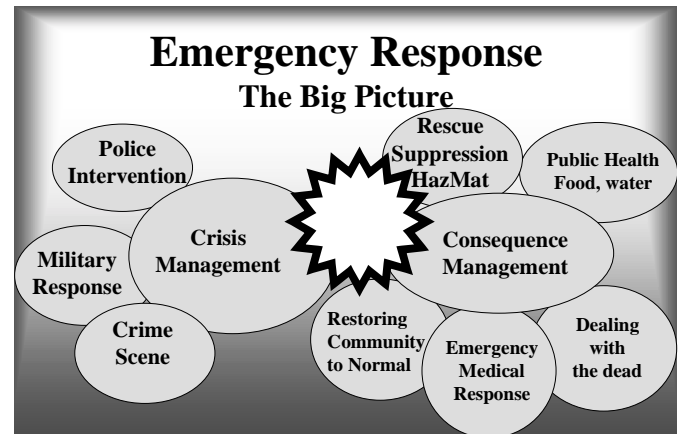 Emergency Response
The Big Picture
Police
Intervention
Crisis
Management
Military
Response
Crime
Scene
Rescue
Suppression
HazMat
Public Health
Food, water
Consequence
Management
Restoring
Community
to Normal
Emergency
Medical
Response
Dealing
with
the dead